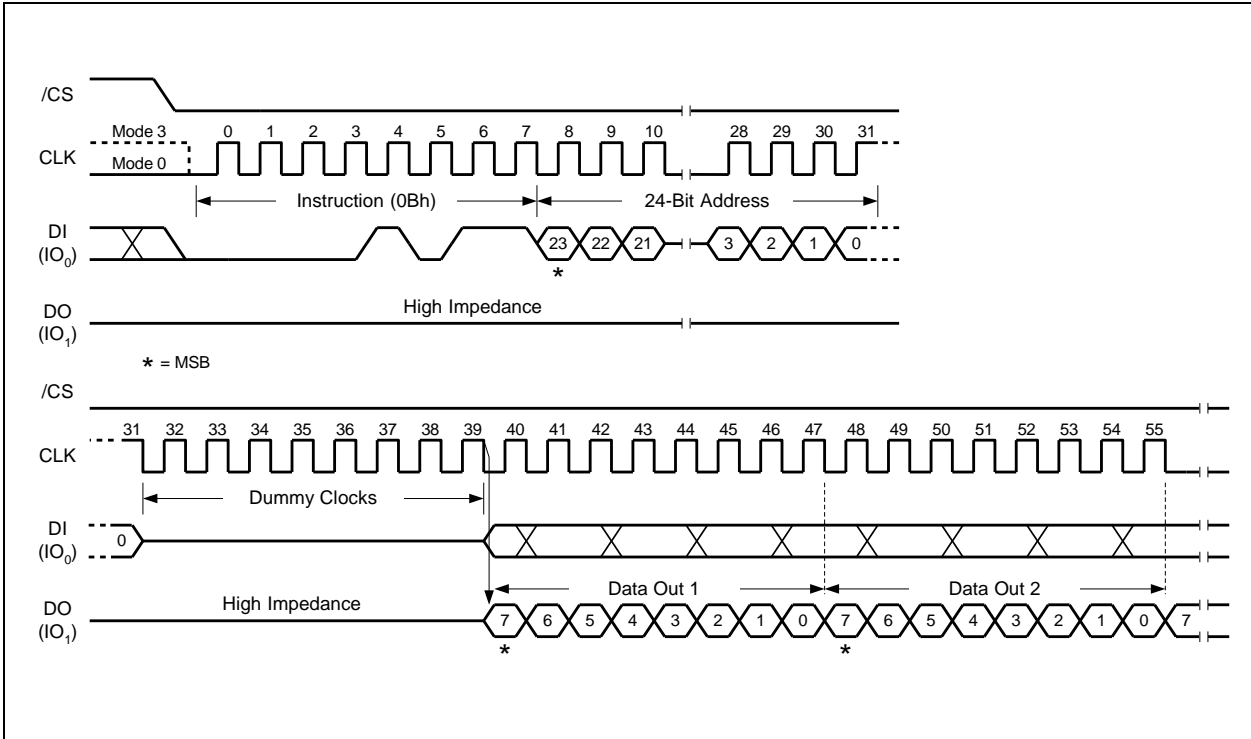 /CS
Mode 3 0 1 2 3 4 5 6 7 8 9 10 28 29 30 31
CLK
Mode 0
Instruction (0Bh) 24-Bit Address
DI
(IO0) 23 22 21 3 2 1 0
*
DO High Impedance
(IO1)
* = MSB
/CS
31 32 33 34 35 36 37 38 39 40 41 42 43 44 45 46 47 48 49 50 51 52 53 54 55
CLK
Dummy Clocks
DI
(IO0) 0
Data Out 1 Data Out 2
DO High Impedance
(IO1) 7 6 5 4 3 2 1 0 7 6 5 4 3 2 1 0 7
* *